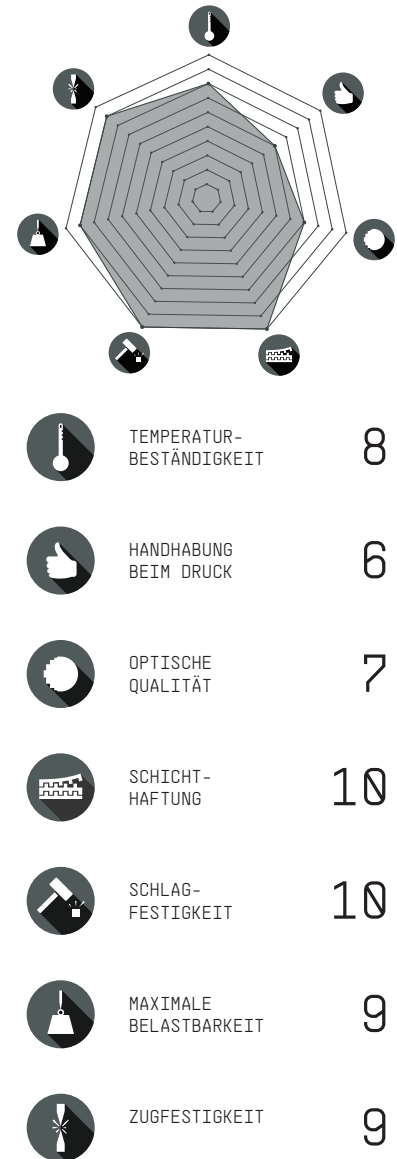 TEMPERATUR-
BESTÄNDIGKEIT
8
HANDHABUNG
BEIM DRUCK
6
OPTISCHE
QUALITÄT
7
SCHICHT-
HAFTUNG
10
SCHLAG-
FESTIGKEIT
10
MAXIMALE
BELASTBARKEIT
9
ZUGFESTIGKEIT
9